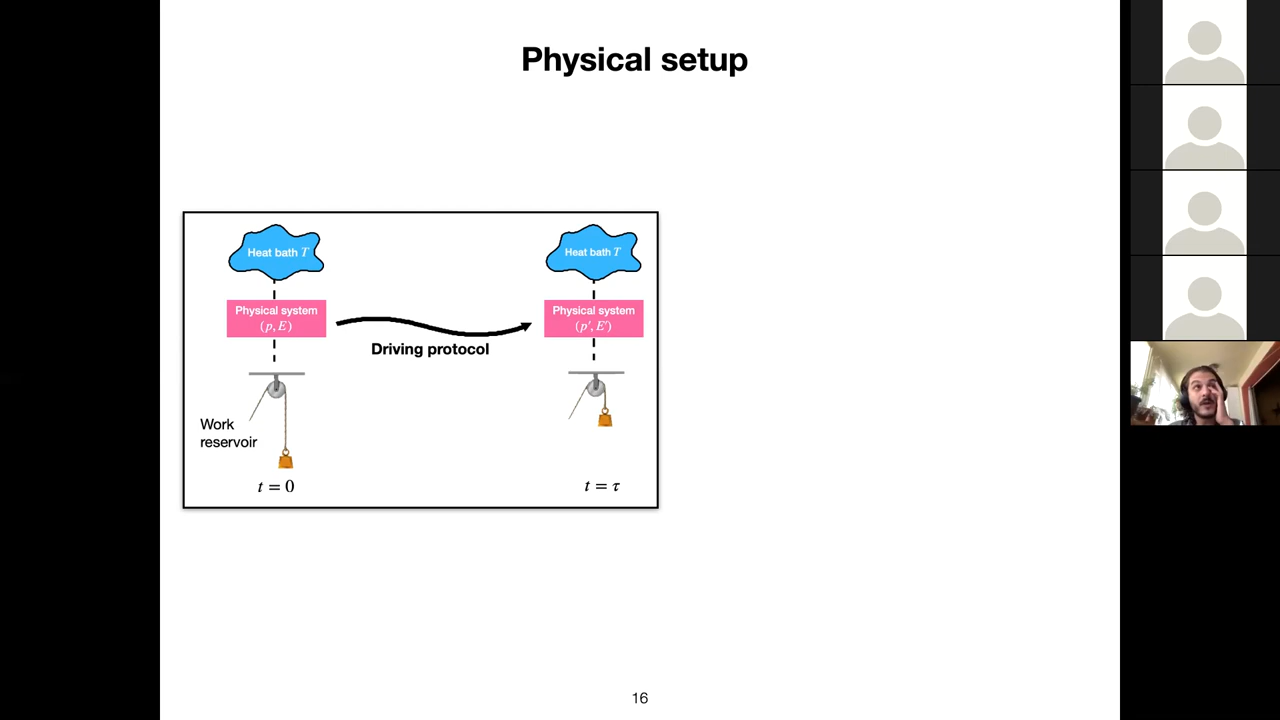 Physical setup
Heat bath T
Heat bath T
Physical system
(p, E)
Physical system
(p′, E′)
Driving protocol
Work
reservoir
t = 0
t = τ
16